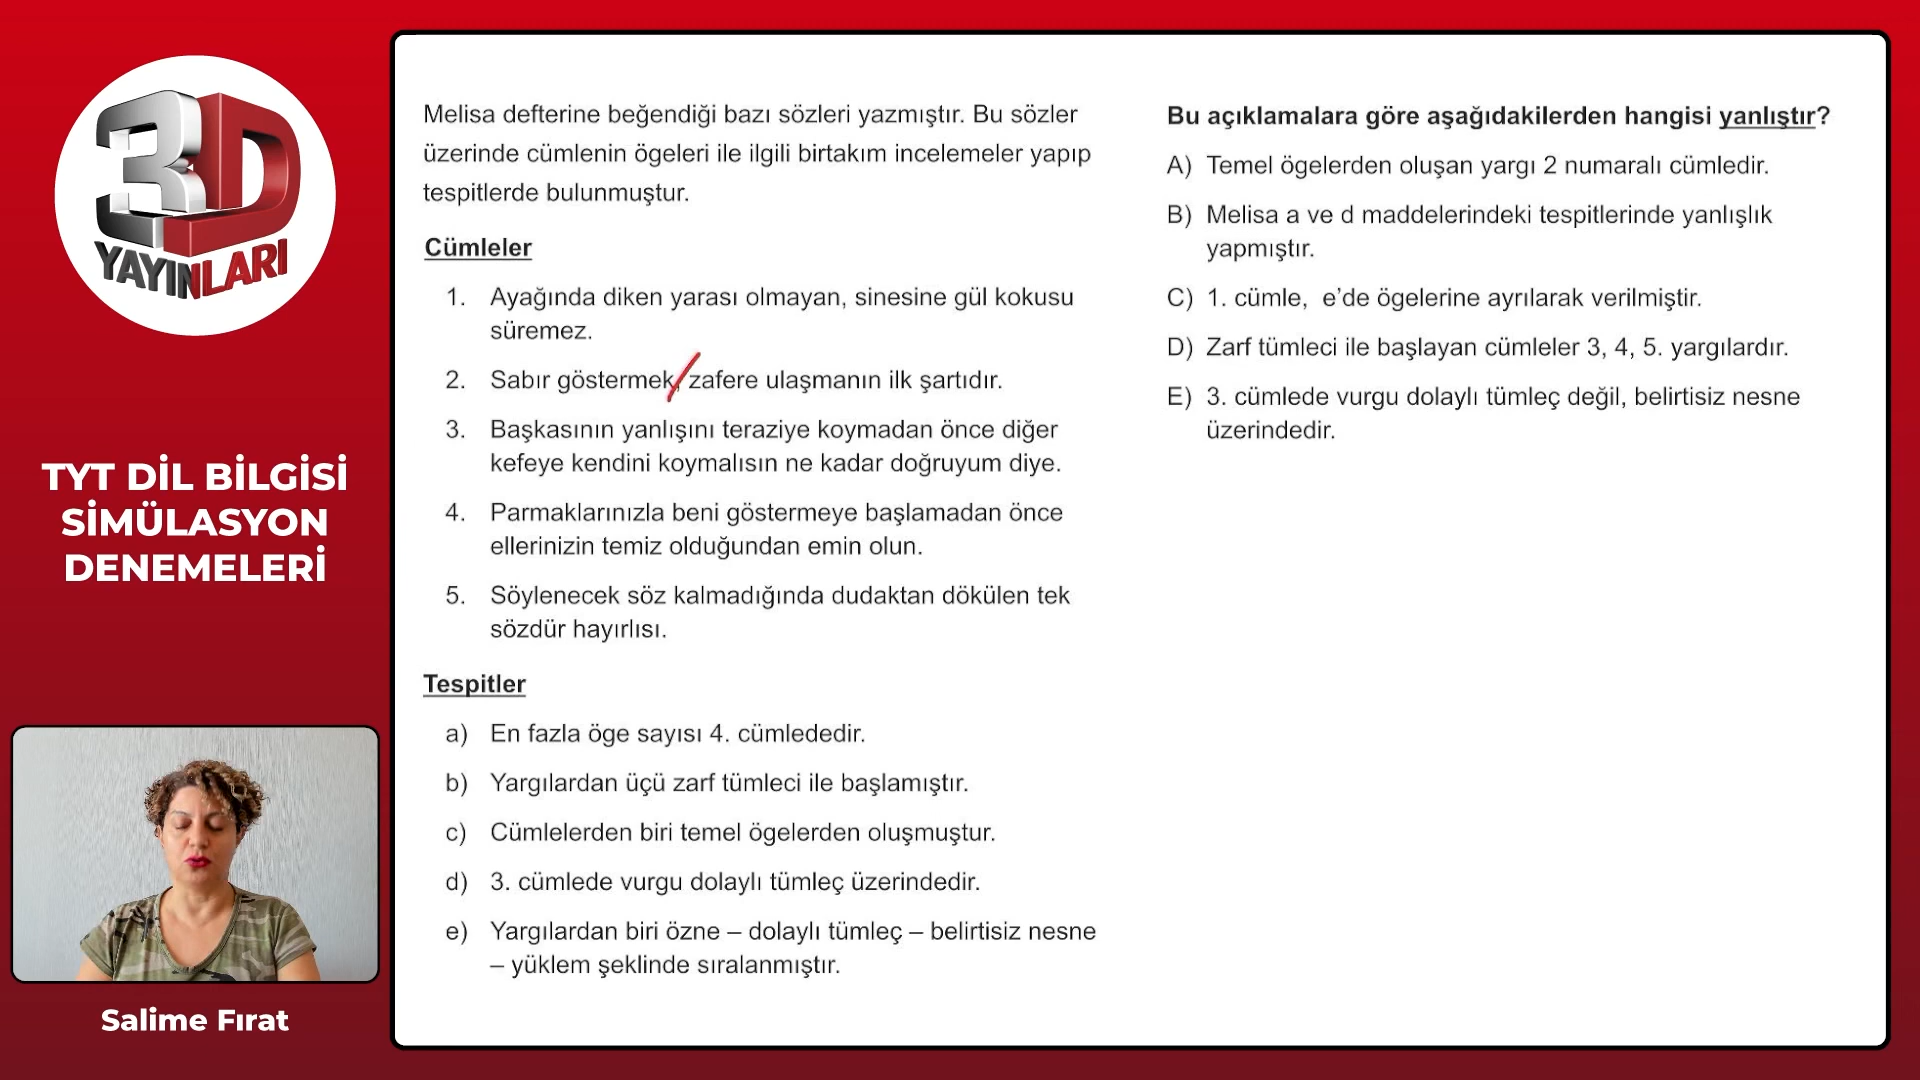 3D
YAYINLARI
TYT DİL BİLGİSİ
SİMÜLASYON
DENEMELERİ
Salime Fırat
Melisa defterine beğendiği bazı sözleri yazmıştır. Bu sözler
üzerinde cümlenin ögeleri ile ilgili birtakım incelemeler yapıp
tespitlerde bulunmuştur.
Cümleler
1. Ayağında diken yarası olmayan, sinesine gül kokusu
süremez.
2. Sabır göstermek, zafere ulaşmanın ilk şartıdır.
3. Başkasının yanlışını teraziye koymadan önce diğer
kefeye kendini koymalısın ne kadar doğruyum diye.
4. Parmaklarınızla beni göstermeye başlamadan önce
ellerinizin temiz olduğundan emin olun.
5. Söylenecek söz kalmadığında dudaktan dökülen tek
sözdür hayırlısı.
Tespitler
a) En fazla öge sayısı 4. cümlededir.
b) Yargılardan üçü zarf tümleci ile başlamıştır.
c) Cümlelerden biri temel ögelerden oluşmuştur.
d) 3. cümlede vurgu dolaylı tümleç üzerindedir.
e) Yargılardan biri özne – dolaylı tümleç – belirtisiz nesne
– yüklem şeklinde sıralanmıştır.
Bu açıklamalara göre aşağıdakilerden hangisi yanlıştır?
A) Temel ögelerden oluşan yargı 2 numaralı cümledir.
B) Melisa a ve d maddelerindeki tespitlerinde yanlışlık
yapmıştır.
C) 1. cümle, e’de ögelerine ayrılarak verilmiştir.
D) Zarf tümleci ile başlayan cümleler 3, 4, 5. yargılardır.
E) 3. cümlede vurgu dolaylı tümleç değil, belirtisiz nesne
üzerindedir.